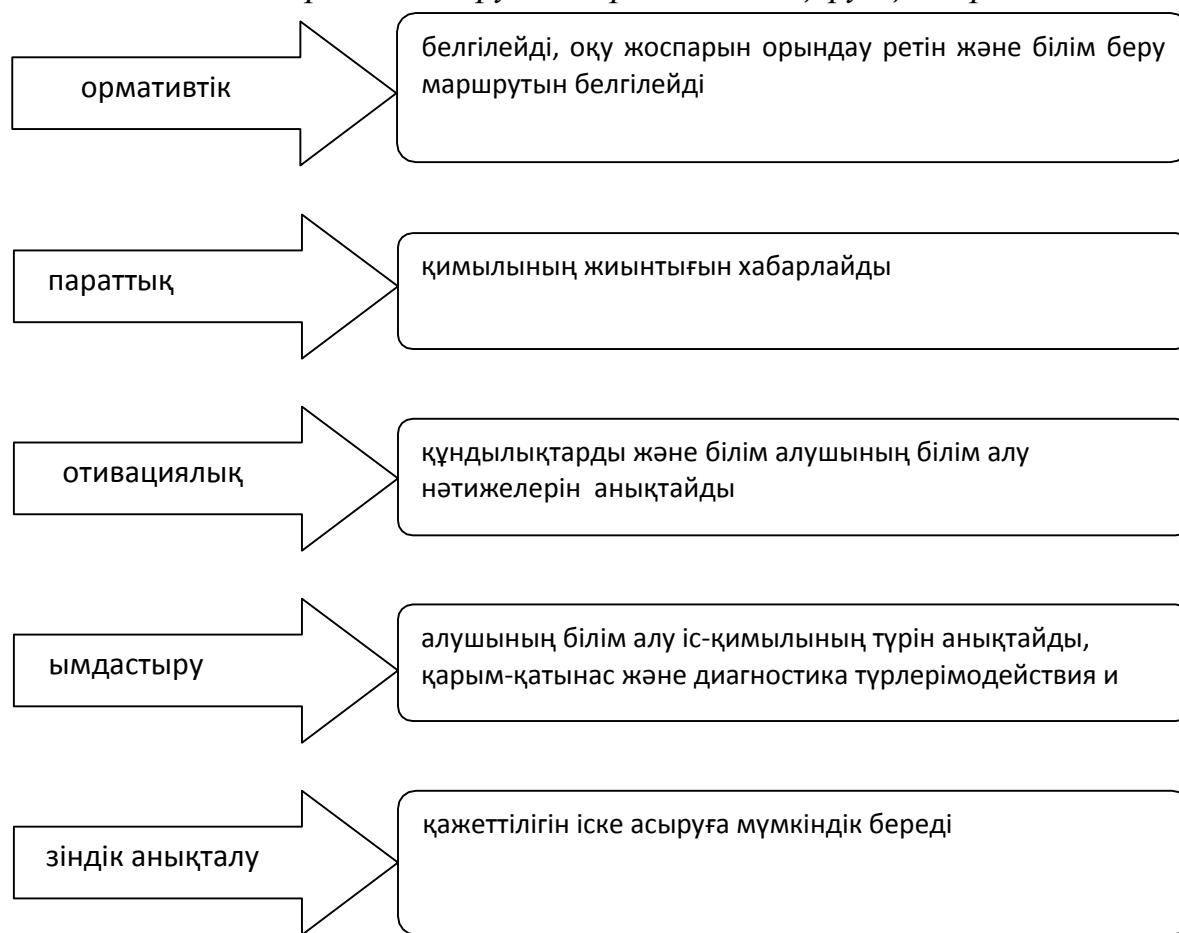 ормативтік
белгілейді, оқу жоспарын орындау ретін және білім беру
маршрутын белгілейді
параттық
қимылының жиынтығын хабарлайды
отивациялық
құндылықтарды және білім алушының білім алу
нәтижелерін анықтайды
ымдастыру
алушының білім алу іс-қимылының түрін анықтайды,
қарым-қатынас және диагностика түрлерімодействия и
зіндік анықталу
қажеттілігін іске асыруға мүмкіндік береді